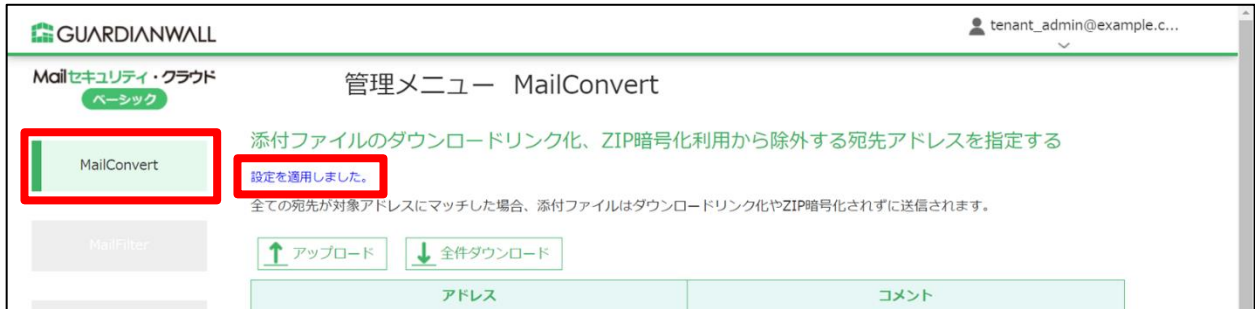 GUARDIANWALL
tenant_admin@example.c...
Mailセキュリティ・クラウド
ベーシック
管理メニュー MailConvert
MailConvert
添付ファイルのダウンロードリンク化、ZIP暗号化利用から除外する宛先アドレスを指定する
設定を適用しました。
全ての宛先が対象アドレスにマッチした場合、添付ファイルはダウンロードリンク化やZIP暗号化されずに送信されます。
MailFilter
アップロード
全件ダウンロード
アドレス
コメント